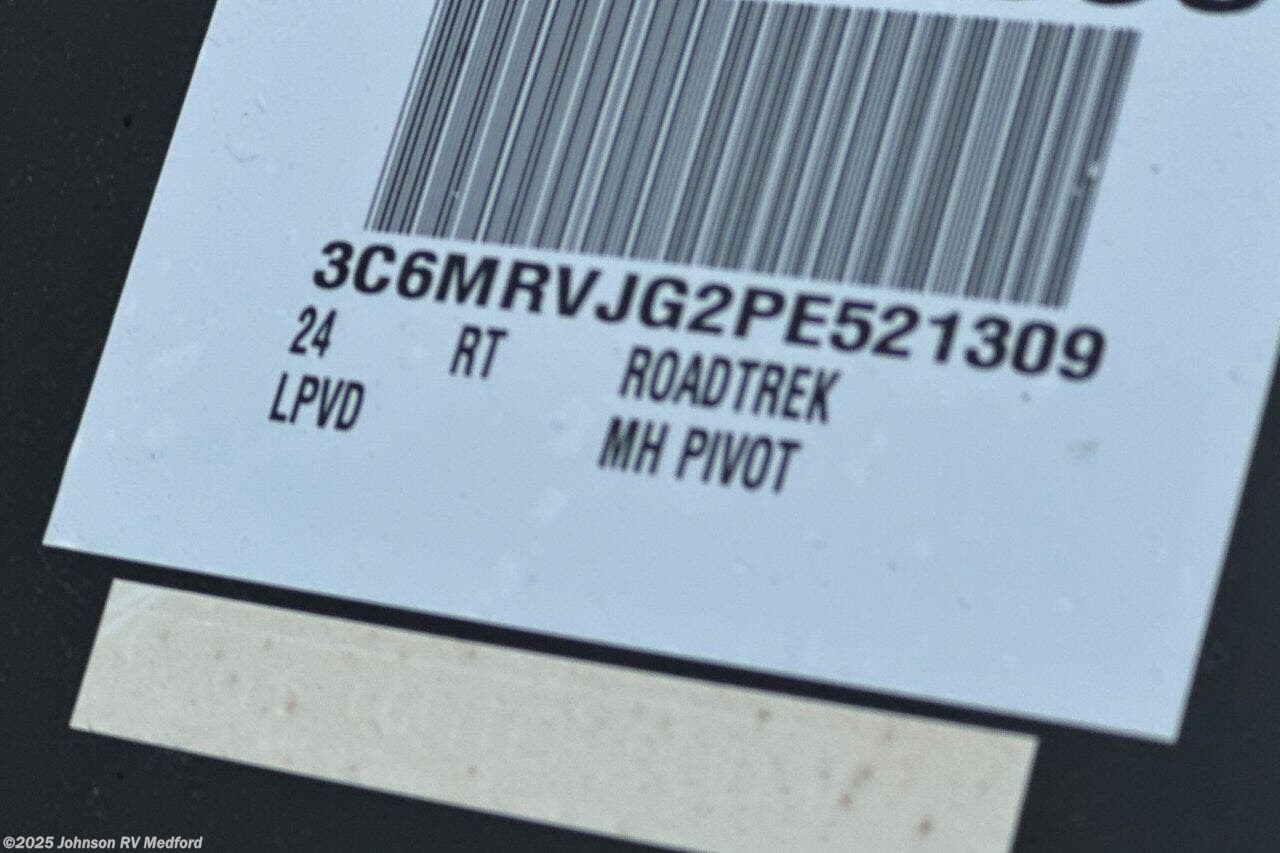 3C6MRVJG2PE521309
24 RT ROADTREK
LPVD MH PIVOT
©2025 Johnson RV Medford